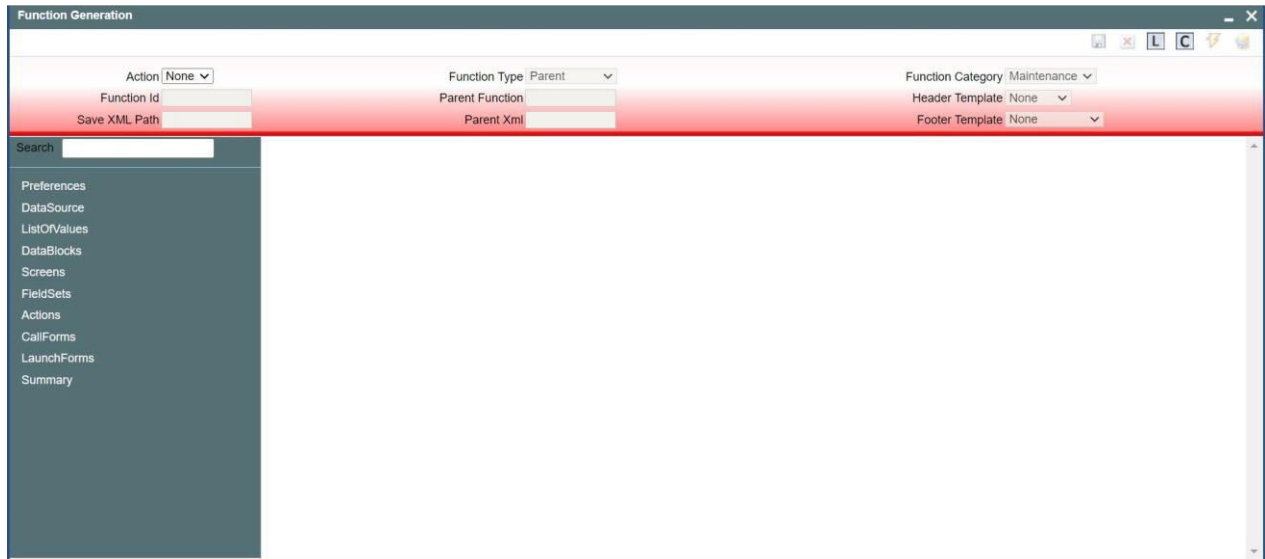 Function Generation
L C
Action None Function Type Parent Function Category Maintenance
Function Id Parent Function Header Template None
Save XML Path Parent Xml Footer Template None
Search
Preferences
DataSource
ListOfValues
DataBlocks
Screens
FieldSets
Actions
CallForms
LaunchForms
Summary